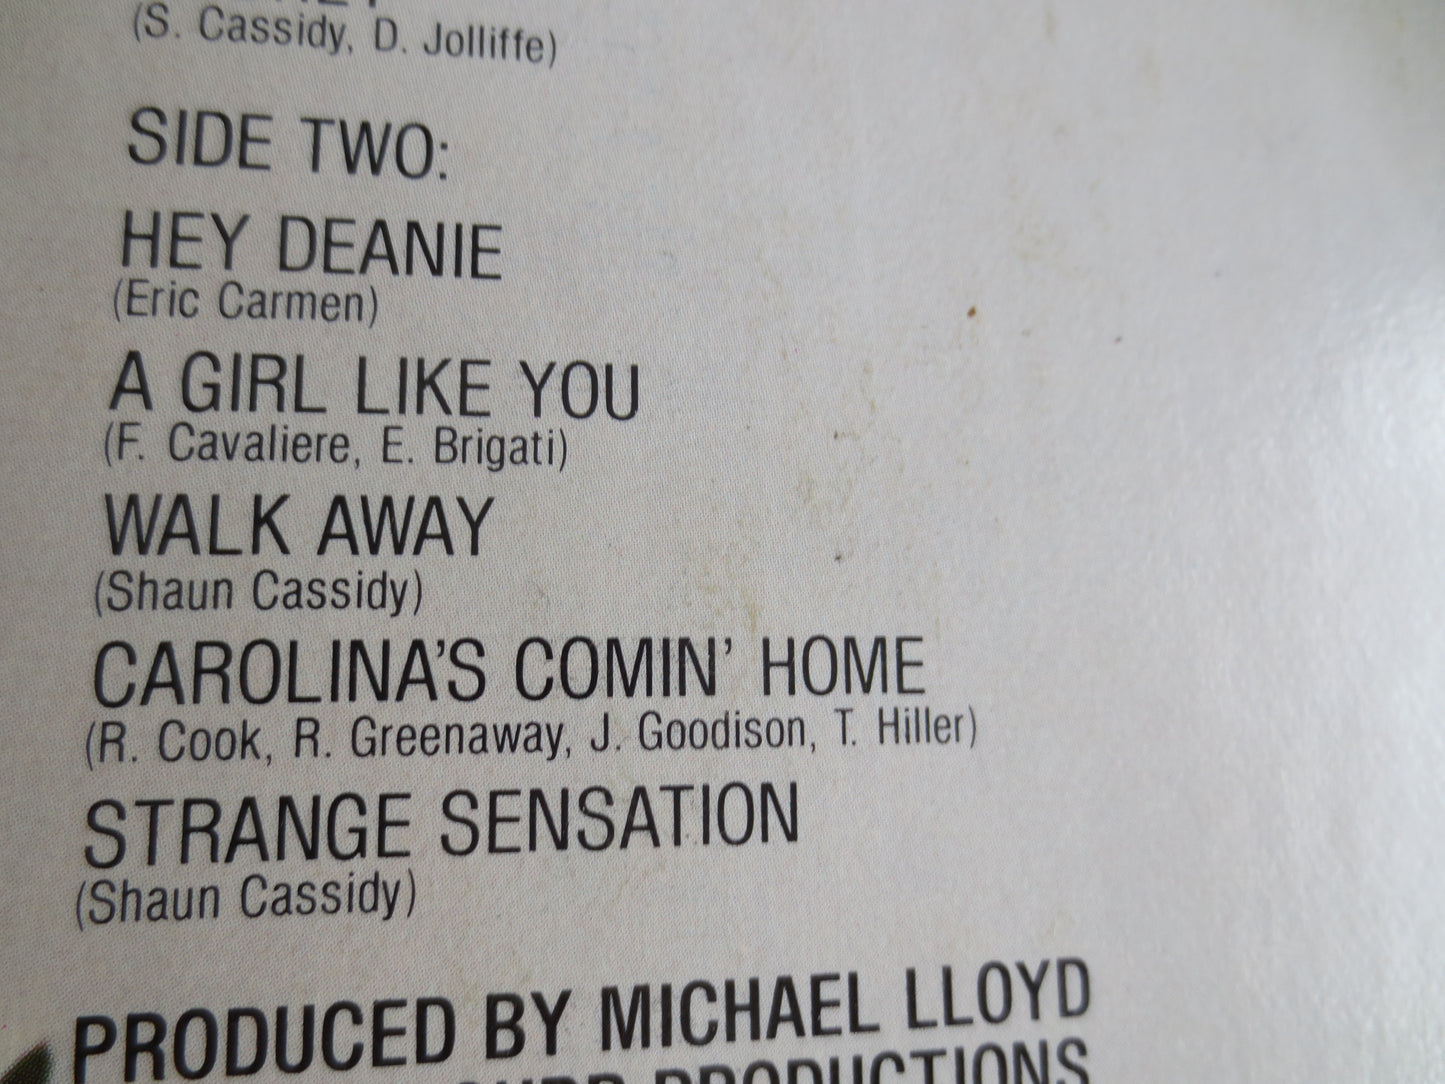 (S. Cassidy, D. Jolliffe)
SIDE TWO:
HEY DEANIE
(Eric Carmen)
A GIRL LIKE YOU
(F. Cavaliere, E. Brigati)
WALK AWAY
(Shaun Cassidy)
CAROLINA'S COMIN' HOME
(R. Cook, R. Greenaway, J. Goodison, T. Hiller)
STRANGE SENSATION
(Shaun Cassidy)
PRODUCED BY MICHAEL LLOYD
PRODUCTIONS